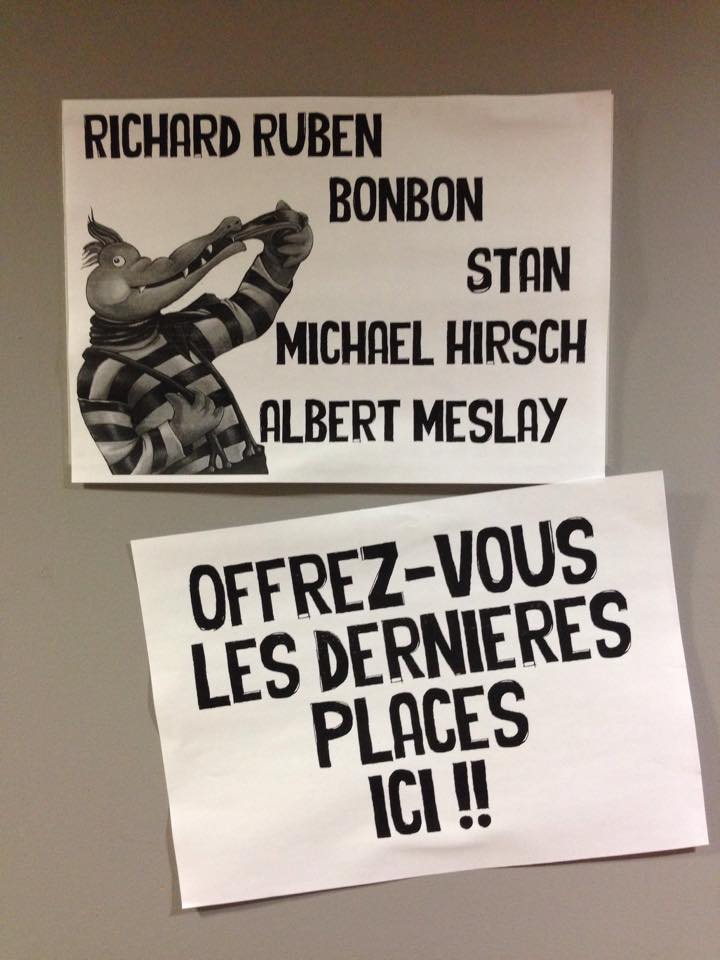 RICHARD RUBEN
BONBON
STAN
MICHAEL HIRSCH
ALBERT MESLAY
OFFREZ-VOUS
LES DERNIERES
PLACES
ICI !!